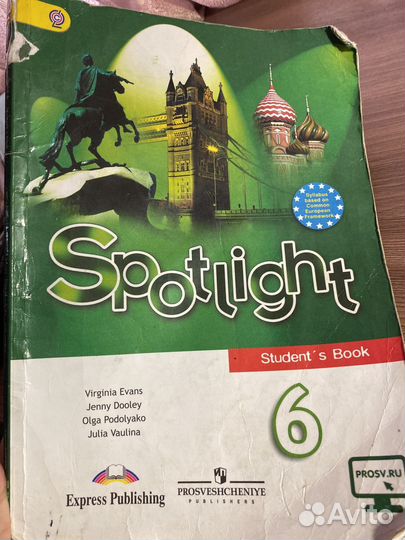 Syllabus
based on
Common
European
Framework
Spotlight
Student's Book
6
Virginia Evans
Jenny Dooley
Olga Podolyako
Julia Vaulina
Express Publishing
PROSVESHCHENIYE
PUBLISHERS
PROSV.RU
Avito